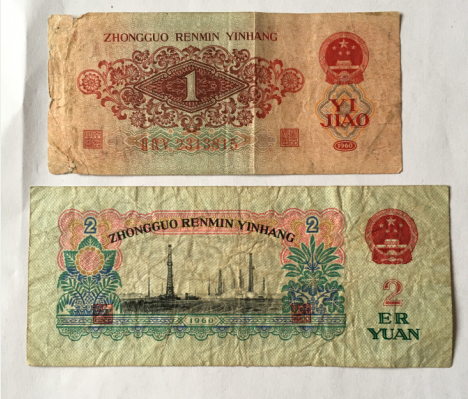 ZHONGGUO RENMIN YINHANG
1
YI
JIAO
1960
2
2
ZHONGGUO RENMIN YINHANG
1960
2
ER
YUAN